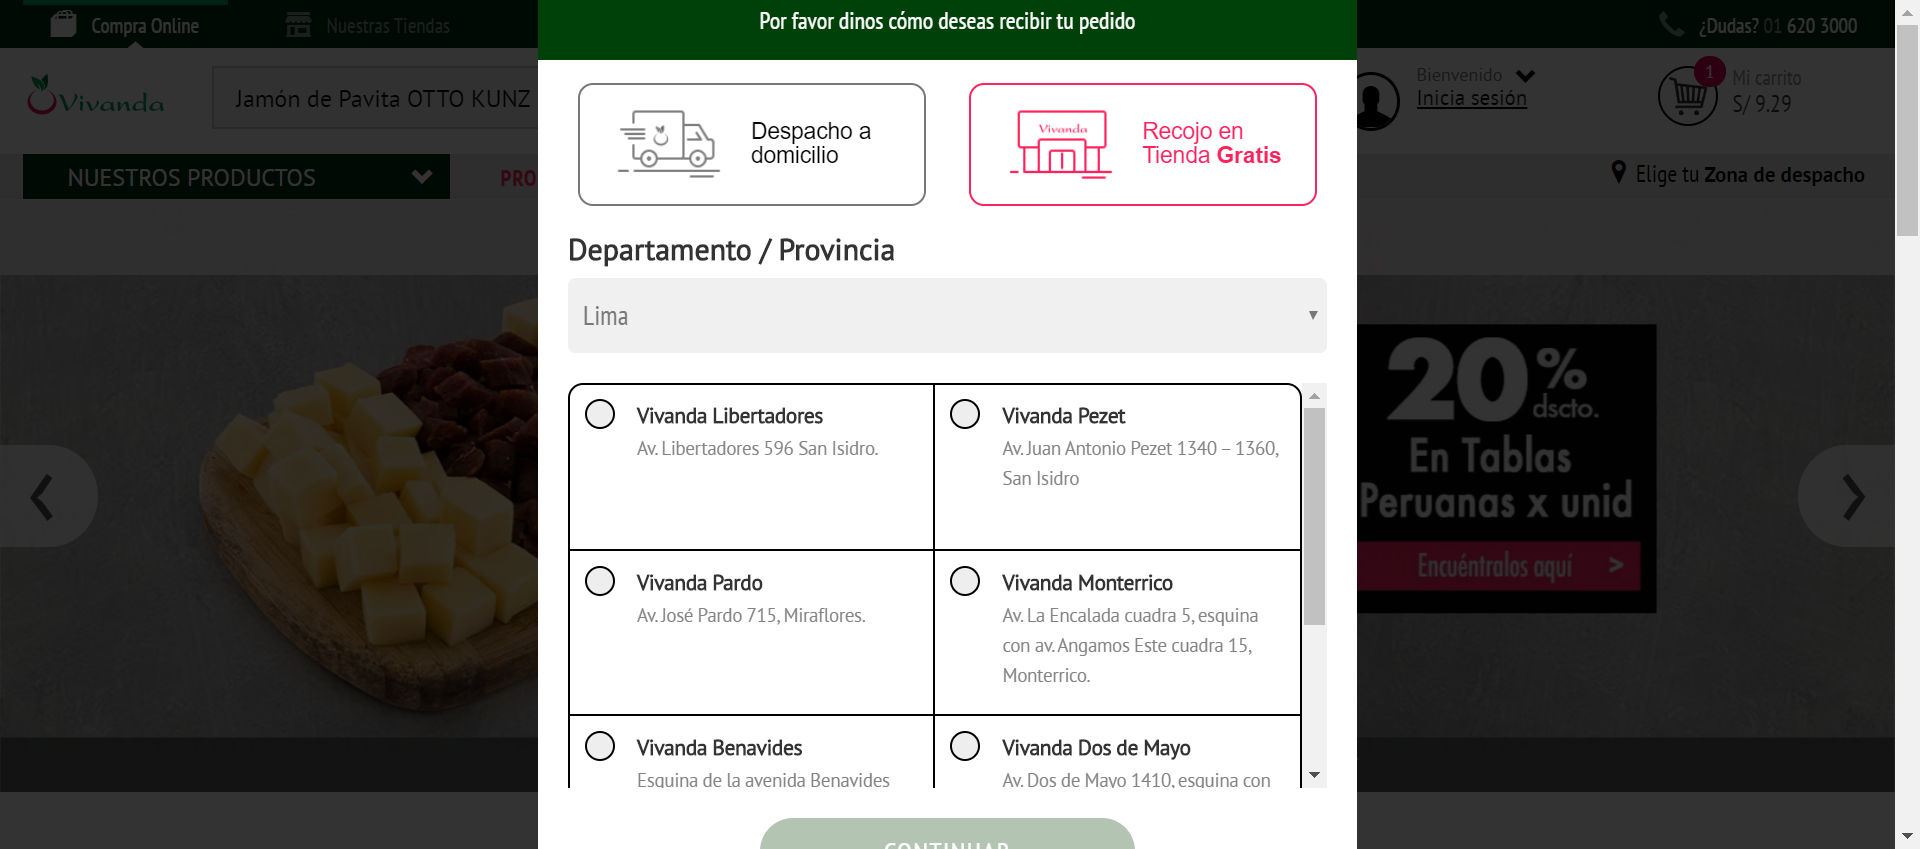 Compra Online
Nuestras Tiendas
Por favor dinos cómo deseas recibir tu pedido
¿Dudas? 01 620 3000
Vivanda
Jamón de Pavita OTTO KUNZ
Bienvenido
Inicia sesión
1
Mi carrito
S/ 9.29
Despacho a
domicilio
Vivanda
Recojo en
Tienda Gratis
NUESTROS PRODUCTOS
PRO
Elige tu Zona de despacho
Departamento / Provincia
Lima
Vivanda Libertadores
Av. Libertadores 596 San Isidro.
Vivanda Pezet
Av. Juan Antonio Pezet 1340 – 1360,
San Isidro
Vivanda Pardo
Av. José Pardo 715, Miraflores.
Vivanda Monterrico
Av. La Encalada cuadra 5, esquina
con av. Angamos Este cuadra 15,
Monterrico.
Vivanda Benavides
Esquina de la avenida Benavides
Vivanda Dos de Mayo
Av. Dos de Mayo 1410, esquina con
CONTINUAR
20%
dscto.
En Tablas
Peruanas x unid
Encuéntralos aquí >